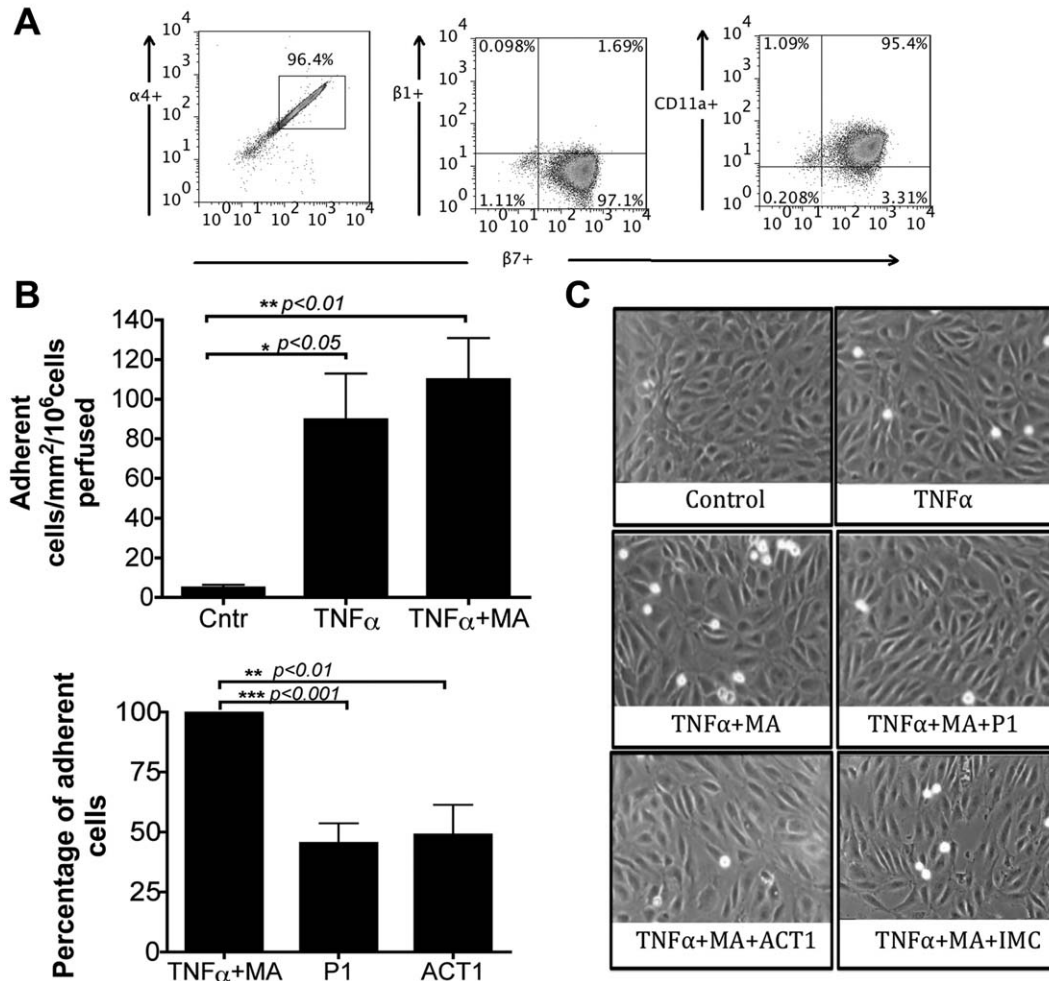 A
α4+
10⁴
10³
10²
10¹
10⁰
96.4%
10⁰ 10¹ 10² 10³ 10⁴
β1+
10⁴
10³
10²
10¹
10⁰
0.098% 1.69%
1.11% 97.1%
10⁰ 10¹ 10² 10³ 10⁴
CD11a+
10⁴
10³
10²
10¹
10⁰
1.09% 95.4%
0.208% 3.31%
10⁰ 10¹ 10² 10³ 10⁴
β7+
B
Adherent
cells/mm²/10⁶cells
perfused
140
120
100
80
60
40
20
0
** p<0.01
* p<0.05
Cntr TNFα TNFα+MA
Percentage of adherent
cells
100
75
50
25
0
** p<0.01
*** p<0.001
TNFα+MA P1 ACT1
C
Control TNFα
TNFα+MA TNFα+MA+P1
TNFα+MA+ACT1 TNFα+MA+IMC